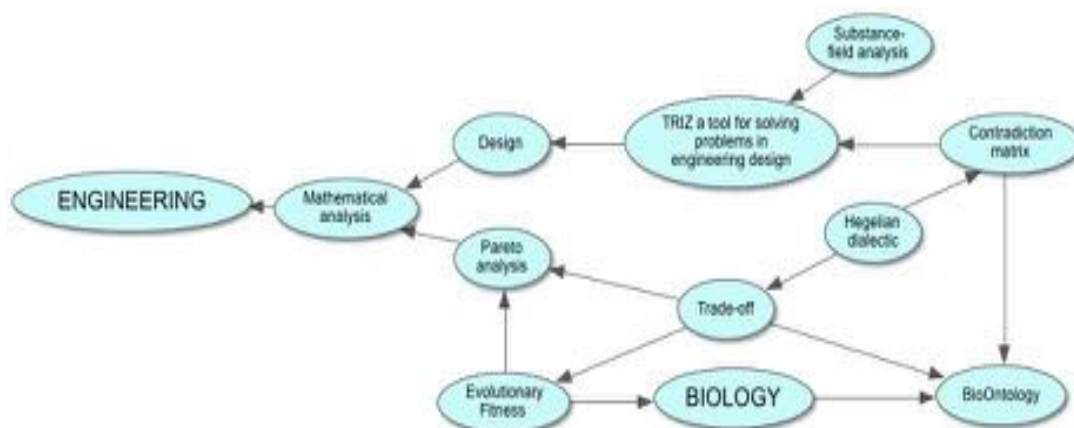 Substance-
field analysis
TRIZ a tool for solving
problems in
engineering design
Contradiction
matrix
Design
ENGINEERING
Mathematical
analysis
Hegelian
dialectic
Pareto
analysis
Trade-off
Evolutionary
Fitness
BIOLOGY
BioOntology